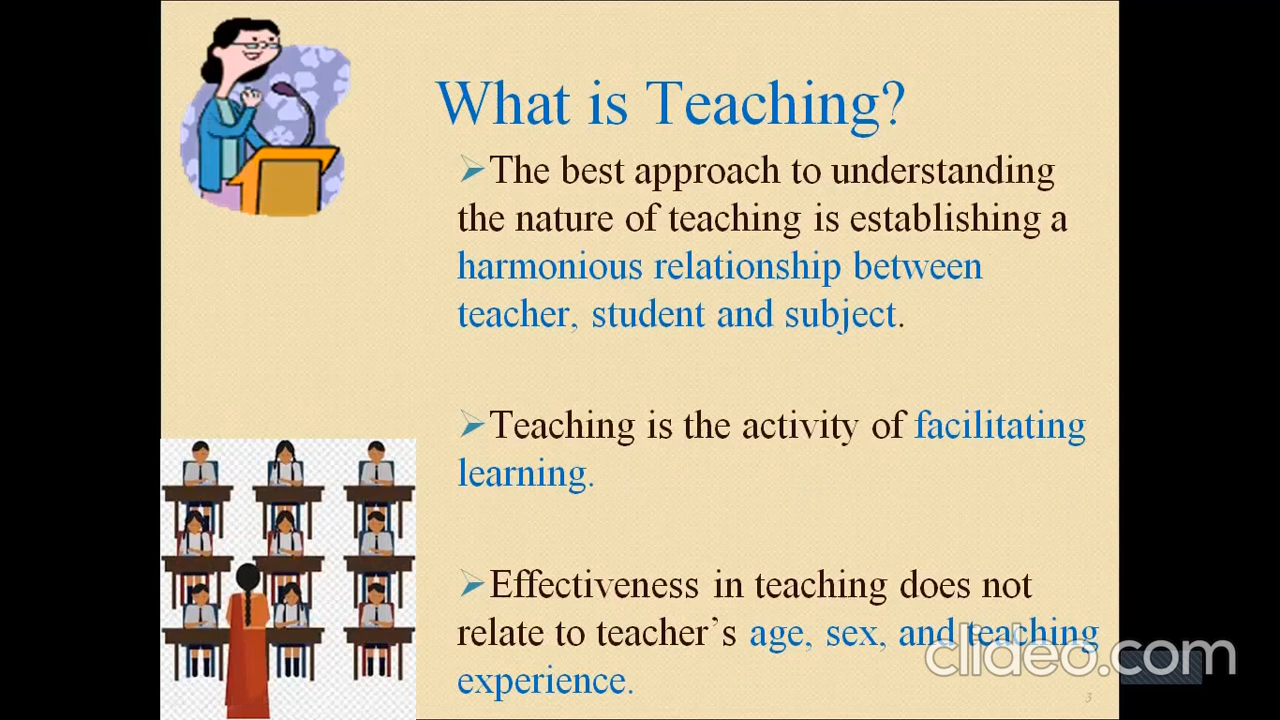 What is Teaching?
➢The best approach to understanding
the nature of teaching is establishing a
harmonious relationship between
teacher, student and subject.
➢Teaching is the activity of facilitating
learning.
➢Effectiveness in teaching does not
relate to teacher's age, sex, and teaching
experience.
clideo.com
3